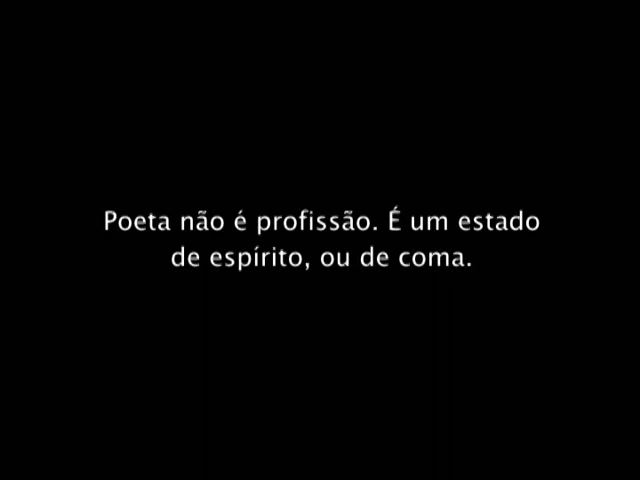 Poeta não é profissão. É um estado
de espírito, ou de coma.